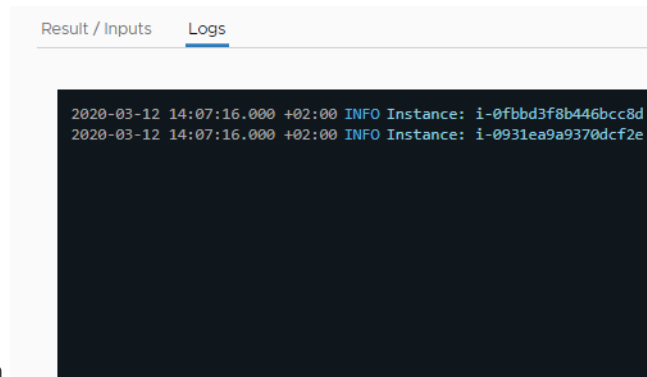 Result / Inputs Logs
2020-03-12 14:07:16.000 +02:00 INFO Instance: i-0fbbd3f8b446bcc8d
2020-03-12 14:07:16.000 +02:00 INFO Instance: i-0931ea9a9370dcf2e